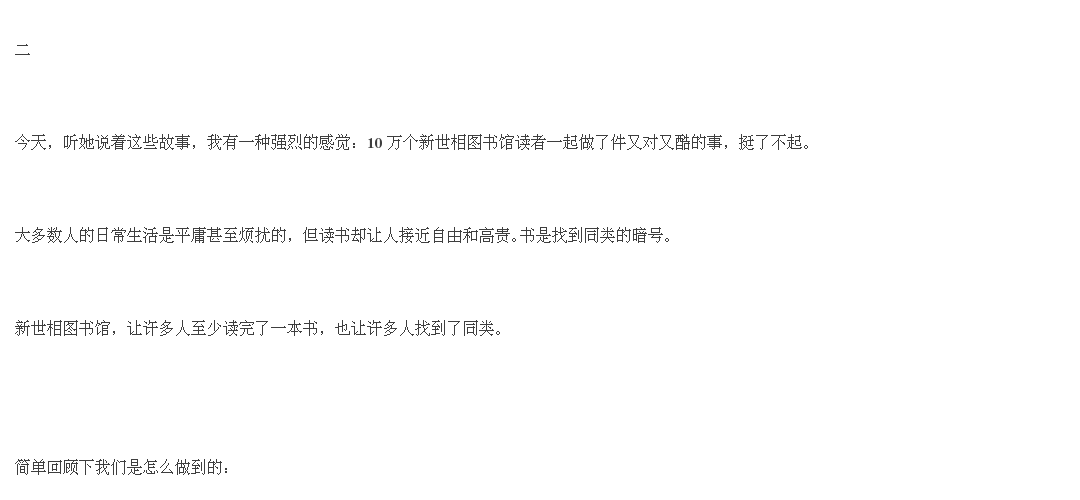 二
今天，听她说着这些故事，我有一种强烈的感觉：10 万个新世相图书馆读者一起做了件又对又酷的事，挺了不起。
大多数人的日常生活是平庸甚至烦扰的，但读书却让人接近自由和高贵。书是找到同类的暗号。
新世相图书馆，让许多人至少读完了一本书，也让许多人找到了同类。
简单回顾下我们是怎么做到的：